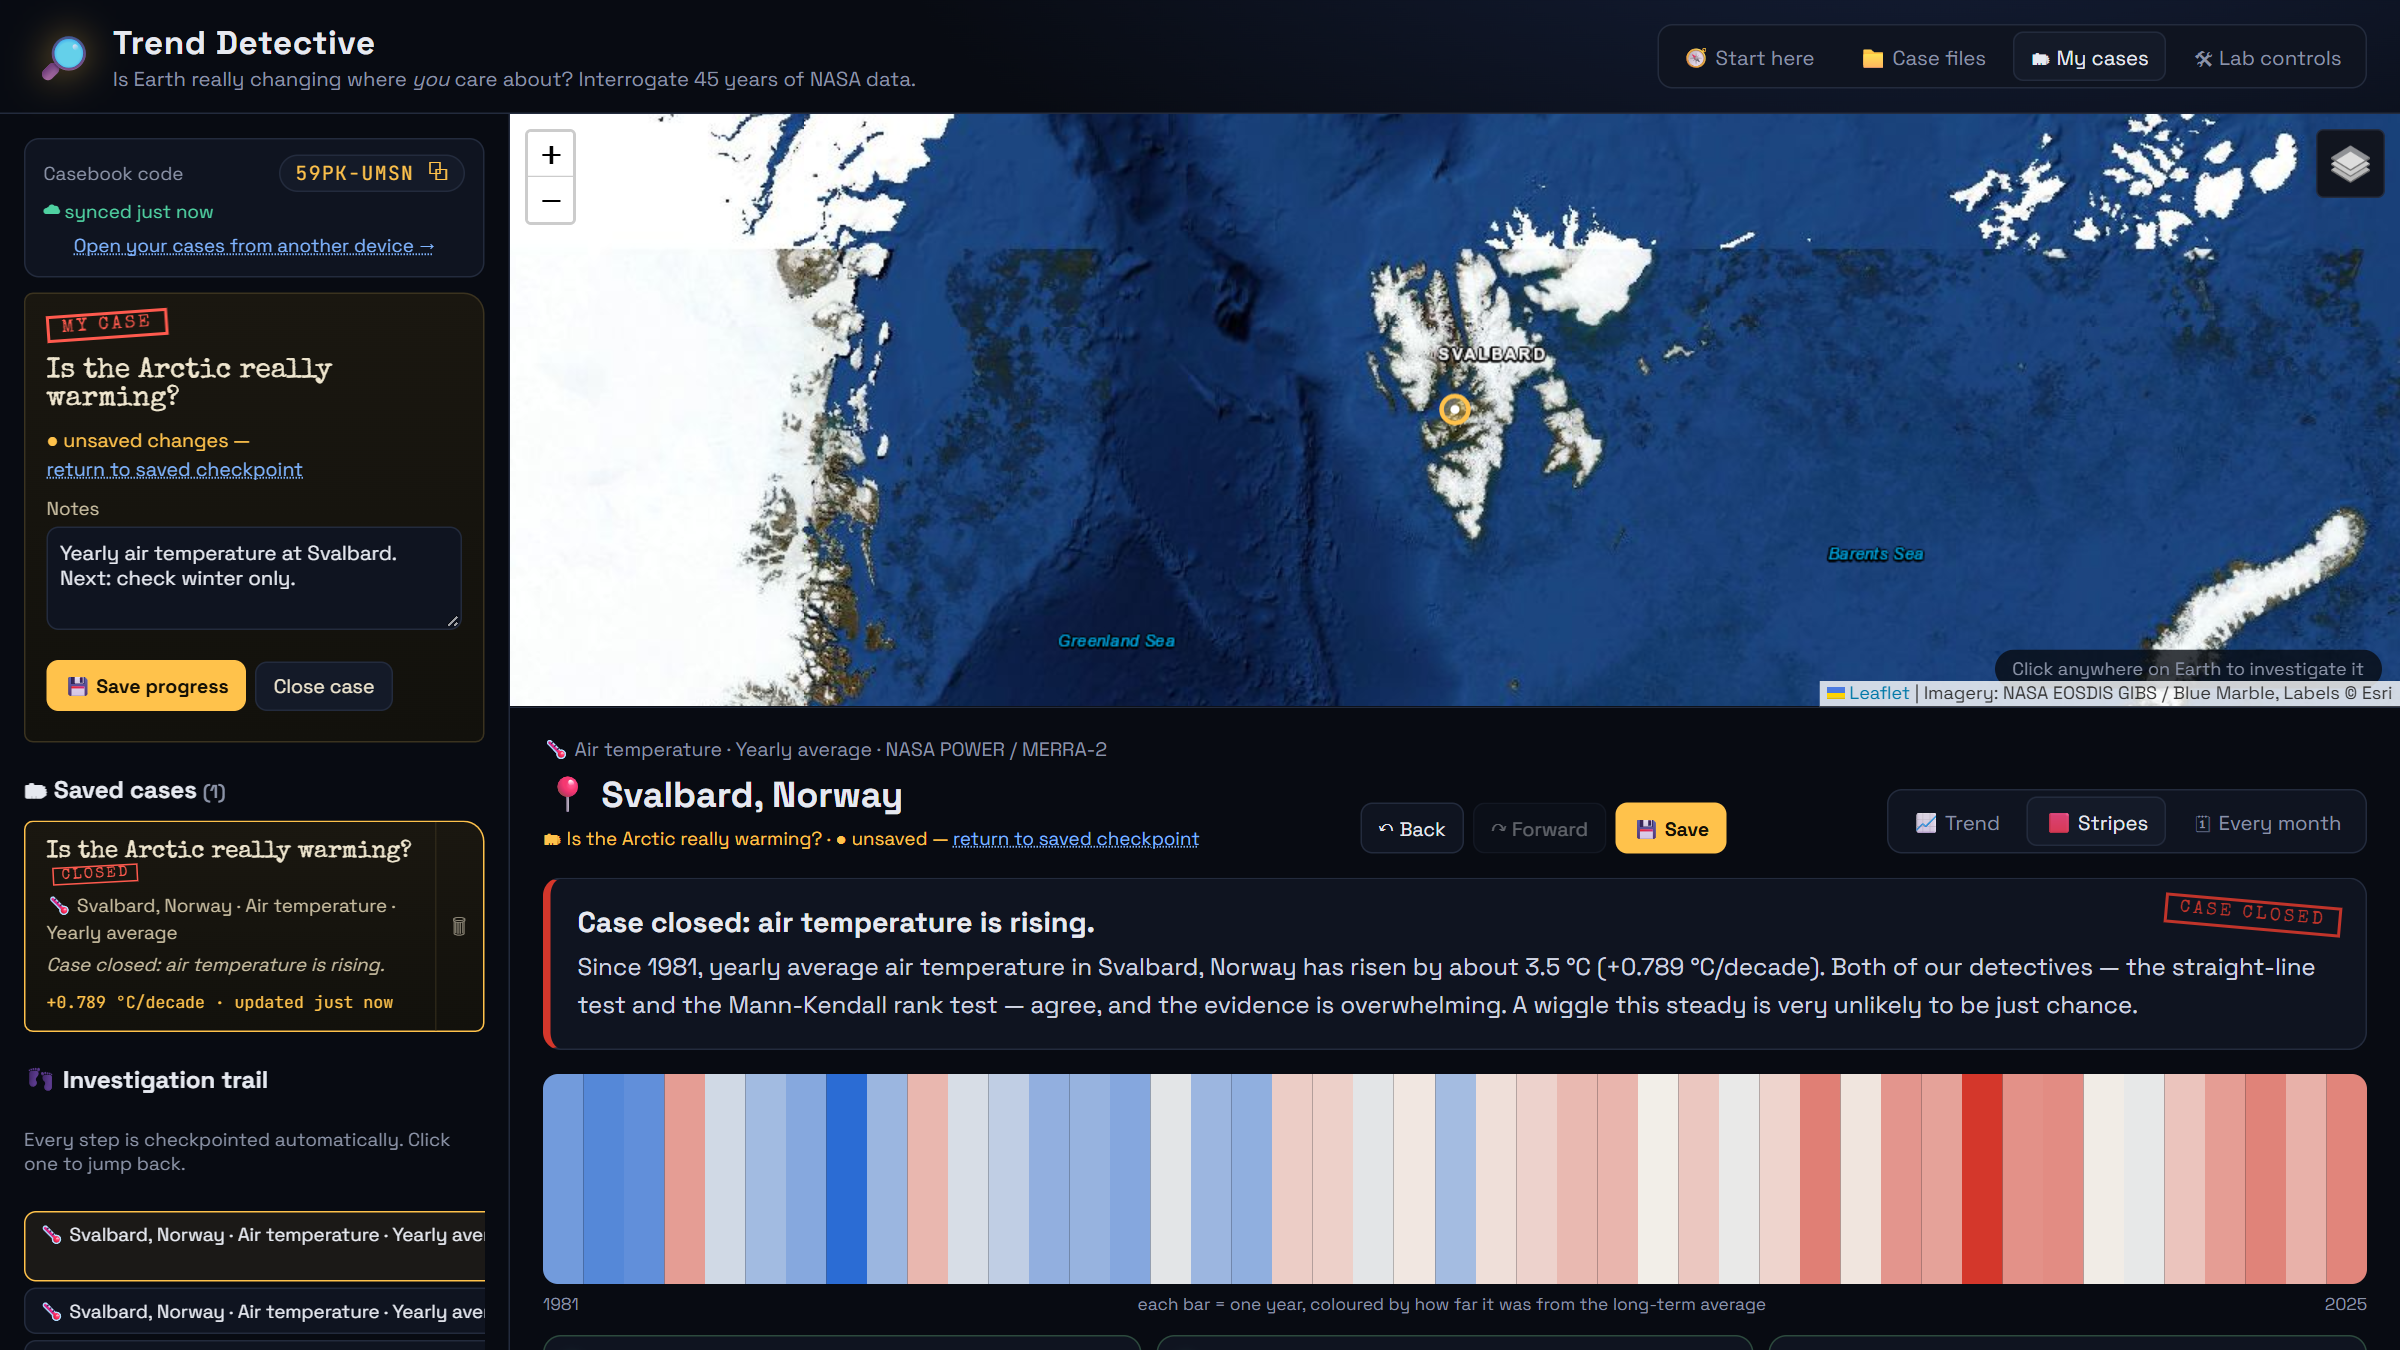 Trend Detective
Is Earth really changing where you care about? Interrogate 45 years of NASA data.
Start here
Case files
My cases
Lab controls
Casebook code
59PK-UMSN
synced just now
Open your cases from another device →
MY CASE
Is the Arctic really
warming?
● unsaved changes —
return to saved checkpoint
Notes
Yearly air temperature at Svalbard.
Next: check winter only.
Save progress
Close case
Saved cases (1)
Is the Arctic really warming?
CLOSED
Svalbard, Norway · Air temperature ·
Yearly average
Case closed: air temperature is rising.
+0.789 °C/decade · updated just now
Investigation trail
Every step is checkpointed automatically. Click
one to jump back.
Svalbard, Norway · Air temperature · Yearly aver
Svalbard, Norway · Air temperature · Yearly aver
+
−
SVALBARD
Barents Sea
Greenland Sea
Click anywhere on Earth to investigate it
Leaflet | Imagery: NASA EOSDIS GIBS / Blue Marble, Labels © Esri
Air temperature · Yearly average · NASA POWER / MERRA-2
Svalbard, Norway
Is the Arctic really warming? · ● unsaved — return to saved checkpoint
↶ Back
↷ Forward
Save
Trend
Stripes
Every month
Case closed: air temperature is rising.
CASE CLOSED
Since 1981, yearly average air temperature in Svalbard, Norway has risen by about 3.5 °C (+0.789 °C/decade). Both of our detectives — the straight-line
test and the Mann-Kendall rank test — agree, and the evidence is overwhelming. A wiggle this steady is very unlikely to be just chance.
1981
each bar = one year, coloured by how far it was from the long-term average
2025